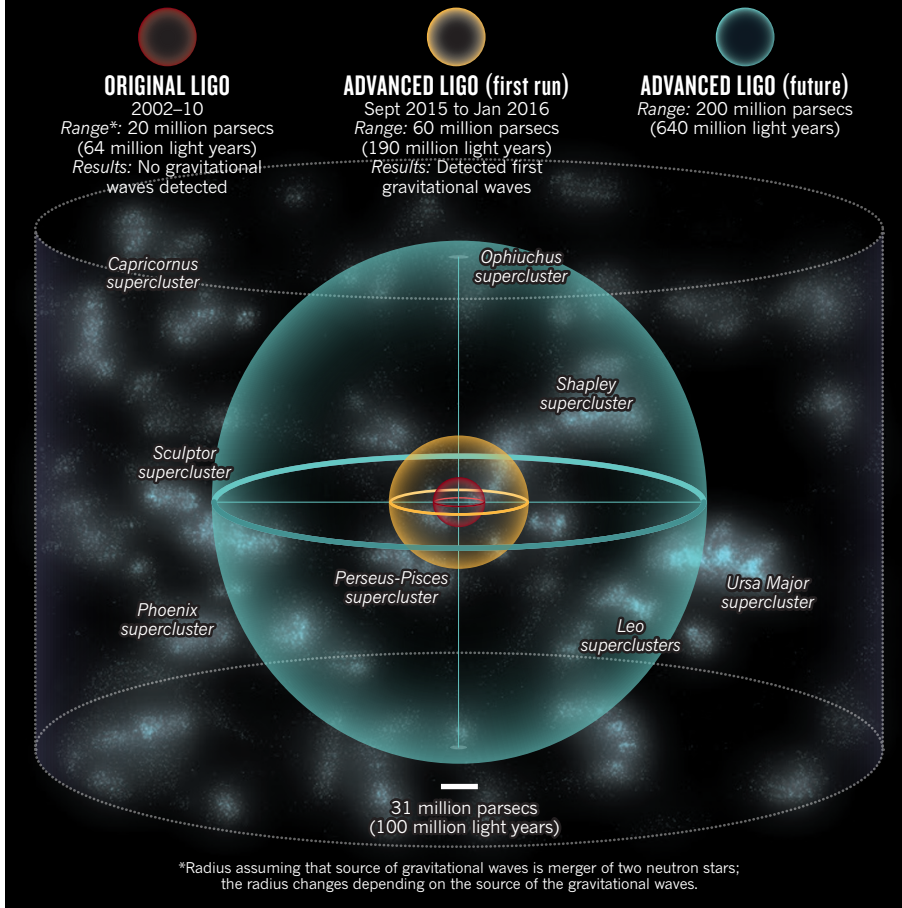 ORIGINAL LIGO
2002–10
Range*: 20 million parsecs
(64 million light years)
Results: No gravitational
waves detected
ADVANCED LIGO (first run)
Sept 2015 to Jan 2016
Range: 60 million parsecs
(190 million light years)
Results: Detected first
gravitational waves
ADVANCED LIGO (future)
Range: 200 million parsecs
(640 million light years)
Capricornus
supercluster
Ophiuchus
supercluster
Shapley
supercluster
Sculptor
supercluster
Perseus-Pisces
supercluster
Ursa Major
supercluster
Phoenix
supercluster
Leo
superclusters
31 million parsecs
(100 million light years)
*Radius assuming that source of gravitational waves is merger of two neutron stars;
the radius changes depending on the source of the gravitational waves.